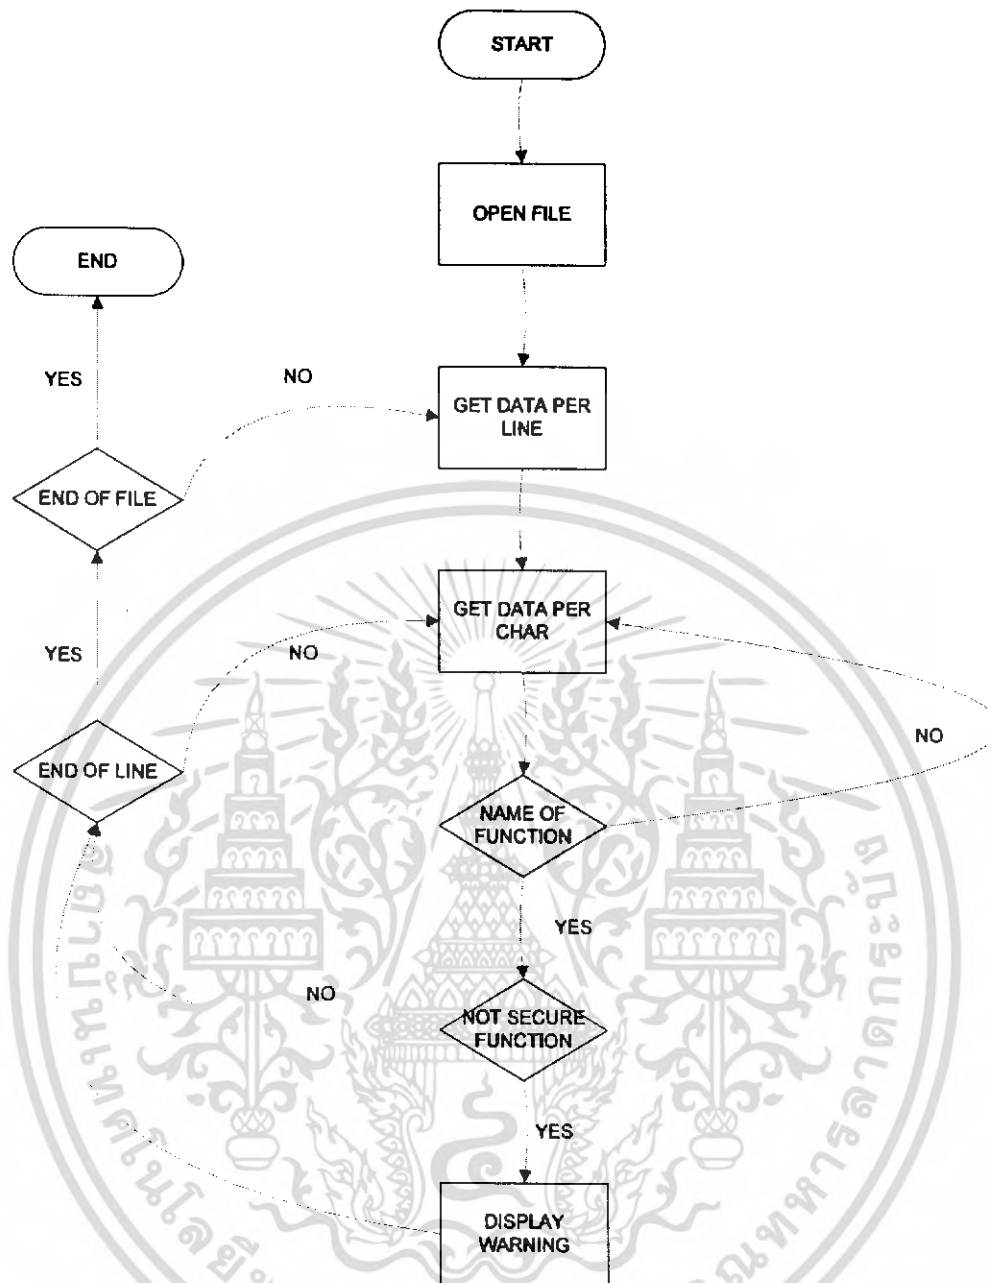 START
OPEN FILE
END
YES
NO
GET DATA PER
LINE
END OF FILE
GET DATA PER
CHAR
YES
NO
NO
END OF LINE
NAME OF
FUNCTION
YES
NO
NOT SECURE
FUNCTION
YES
DISPLAY
WARNING